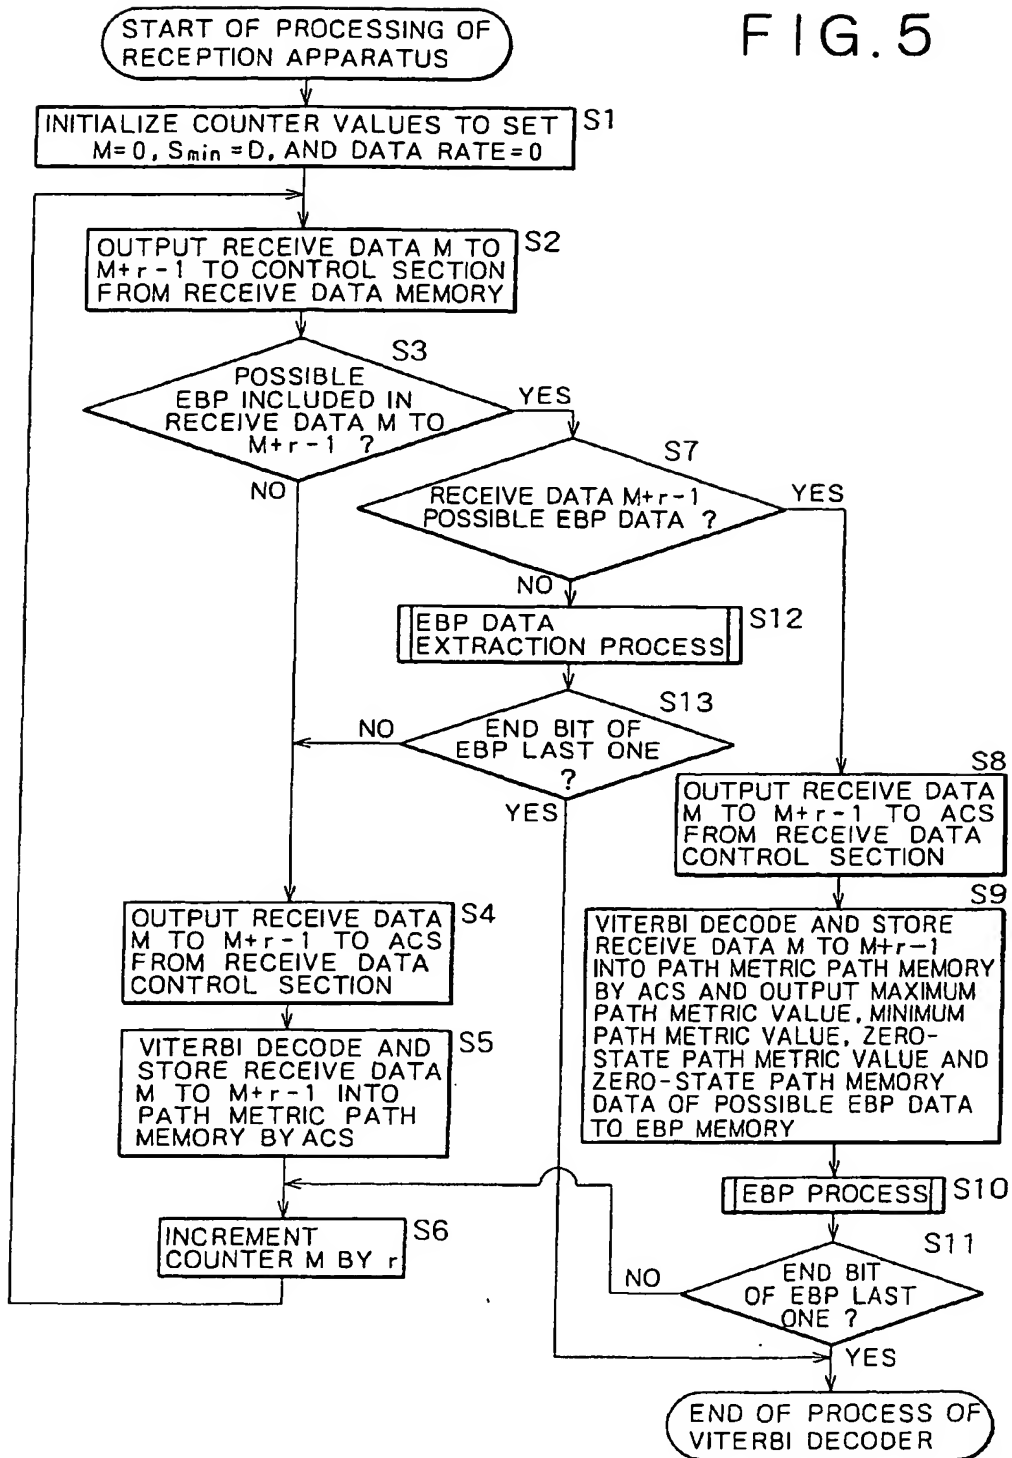 FIG.5
START OF PROCESSING OF
RECEPTION APPARATUS
S1
INITIALIZE COUNTER VALUES TO SET
M=0, Smin=D, AND DATA RATE=0
S2
OUTPUT RECEIVE DATA M TO
M+r-1 TO CONTROL SECTION
FROM RECEIVE DATA MEMORY
S3
POSSIBLE
EBP INCLUDED IN
RECEIVE DATA M TO
M+r-1 ?
YES
NO
S7
RECEIVE DATA M+r-1
POSSIBLE EBP DATA ?
YES
NO
S12
EBP DATA
EXTRACTION PROCESS
S13
END BIT OF
EBP LAST ONE
?
NO
YES
S8
OUTPUT RECEIVE DATA
M TO M+r-1 TO ACS
FROM RECEIVE DATA
CONTROL SECTION
S4
OUTPUT RECEIVE DATA
M TO M+r-1 TO ACS
FROM RECEIVE DATA
CONTROL SECTION
S9
VITERBI DECODE AND STORE
RECEIVE DATA M TO M+r-1
INTO PATH METRIC PATH MEMORY
BY ACS AND OUTPUT MAXIMUM
PATH METRIC VALUE, MINIMUM
PATH METRIC VALUE, ZERO-
STATE PATH METRIC VALUE AND
ZERO-STATE PATH MEMORY
DATA OF POSSIBLE EBP DATA
TO EBP MEMORY
S5
VITERBI DECODE AND
STORE RECEIVE DATA
M TO M+r-1 INTO
PATH METRIC PATH
MEMORY BY ACS
S10
EBP PROCESS
S6
INCREMENT
COUNTER M BY r
S11
END BIT
OF EBP LAST
ONE ?
NO
YES
END OF PROCESS OF
VITERBI DECODER